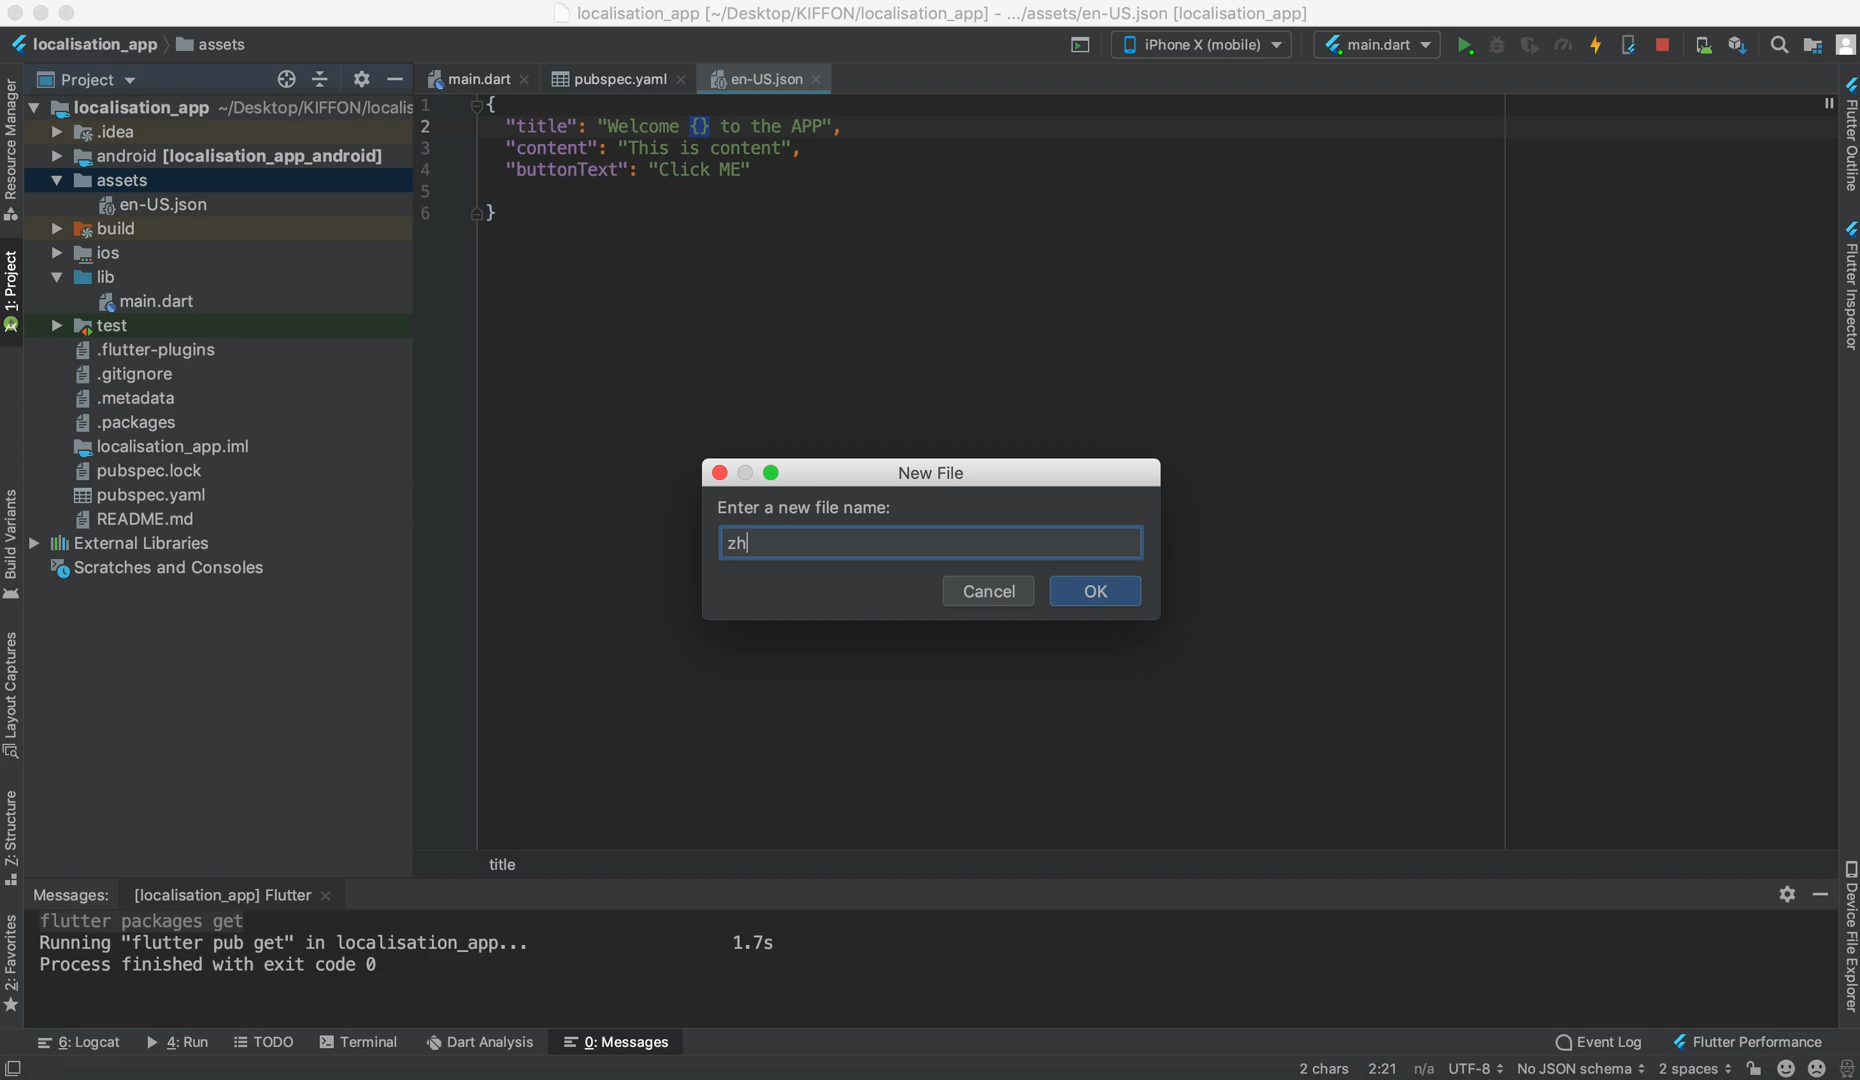 localisation_app [~/Desktop/KIFFON/localisation_app] - .../assets/en-US.json [localisation_app]
localisation_app
assets
iPhone X (mobile)
main.dart
Project
main.dart
pubspec.yaml
en-US.json
localisation_app ~/Desktop/KIFFON/localis
.idea
android [localisation_app_android]
assets
en-US.json
build
ios
lib
main.dart
test
.flutter-plugins
.gitignore
.metadata
.packages
localisation_app.iml
pubspec.lock
pubspec.yaml
README.md
External Libraries
Scratches and Consoles
1 {
2 "title": "Welcome {} to the APP",
3 "content": "This is content",
4 "buttonText": "Click ME"
5
6 }
New File
Enter a new file name:
zh
Cancel
OK
title
Resource Manager
1: Project
Build Variants
Layout Captures
Z: Structure
2: Favorites
Flutter Outline
Flutter Inspector
Device File Explorer
Messages:
[localisation_app] Flutter
flutter packages get
Running "flutter pub get" in localisation_app... 1.7s
Process finished with exit code 0
6: Logcat
4: Run
TODO
Terminal
Dart Analysis
0: Messages
Event Log
Flutter Performance
2 chars
2:21
n/a
UTF-8
No JSON schema
2 spaces